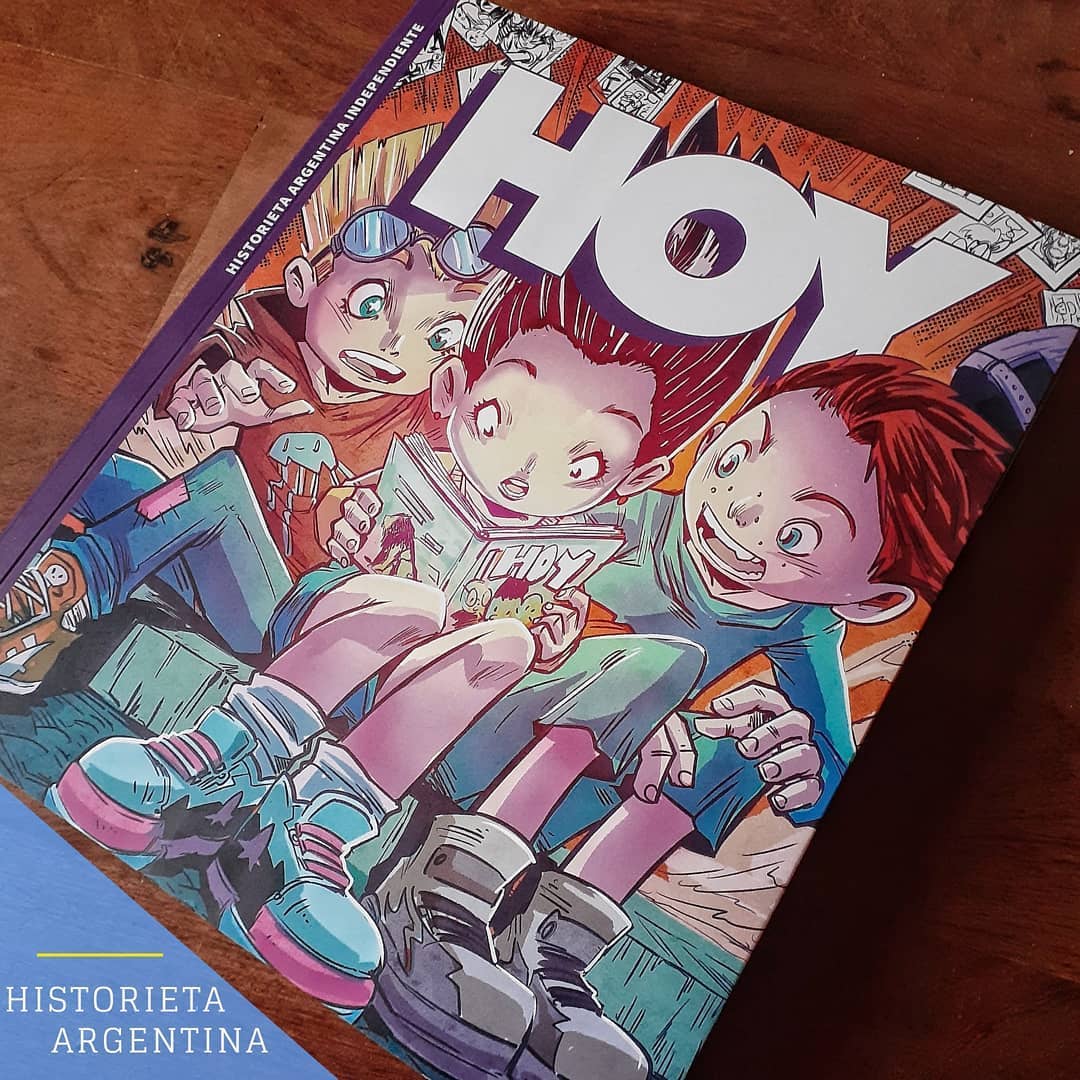 HISTORIETA ARGENTINA INDEPENDIENTE
HOY
HOY
HISTORIETA
ARGENTINA